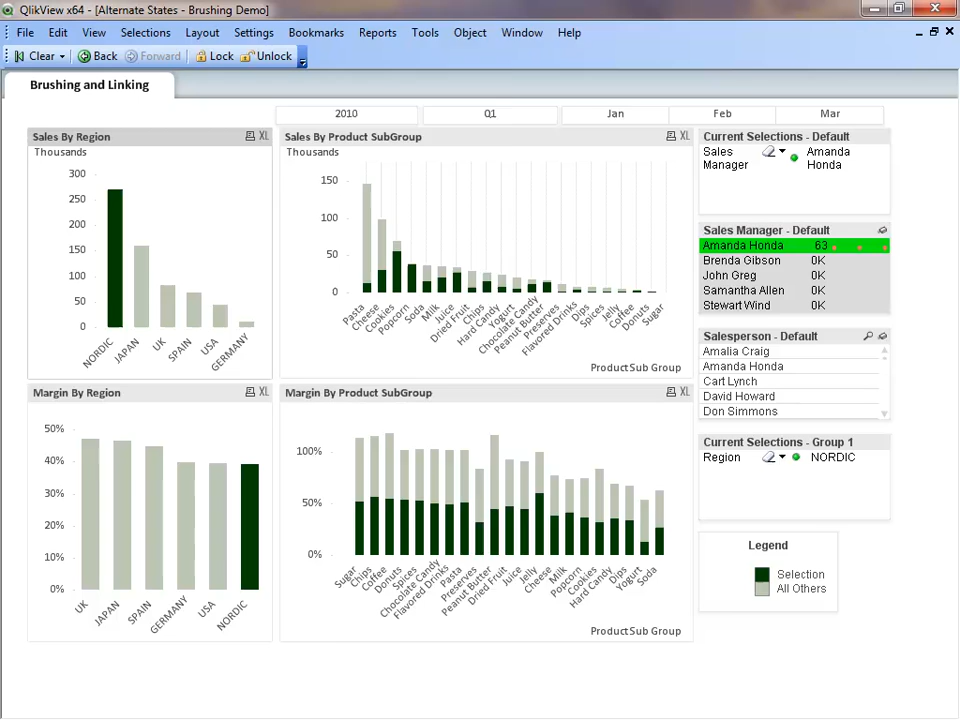 QlikView x64 - [Alternate States - Brushing Demo]
File Edit View Selections Layout Settings Bookmarks Reports Tools Object Window Help
Clear Back Forward Lock Unlock
Brushing and Linking
2010 Q1 Jan Feb Mar
Sales By Region XL
Thousands
300
250
200
150
100
50
0
NORDIC JAPAN UK SPAIN USA GERMANY
Sales By Product SubGroup XL
Thousands
150
100
50
0
Pasta Cheese Cookies Popcorn Soda Milk Juice Dried Fruit Chips Hard Candy Yogurt Chocolate Candy Peanut Butter Preserves Flavored Drinks Dips Spices Jelly Coffee Donuts Sugar
ProductSub Group
Current Selections - Default
Sales Manager Amanda Honda
Sales Manager - Default
Amanda Honda 63
Brenda Gibson 0K
John Greg 0K
Samantha Allen 0K
Stewart Wind 0K
Salesperson - Default
Amalia Craig
Amanda Honda
Cart Lynch
David Howard
Don Simmons
Margin By Region XL
50%
40%
30%
20%
10%
0%
UK JAPAN SPAIN GERMANY USA NORDIC
Margin By Product SubGroup XL
100%
50%
0%
Sugar Chips Coffee Donuts Spices Chocolate Candy Flavored Drinks Pasta Preserves Peanut Butter Dried Fruit Juice Jelly Cheese Milk Popcorn Cookies Hard Candy Dips Yogurt Soda
ProductSub Group
Current Selections - Group 1
Region NORDIC
Legend
Selection
All Others